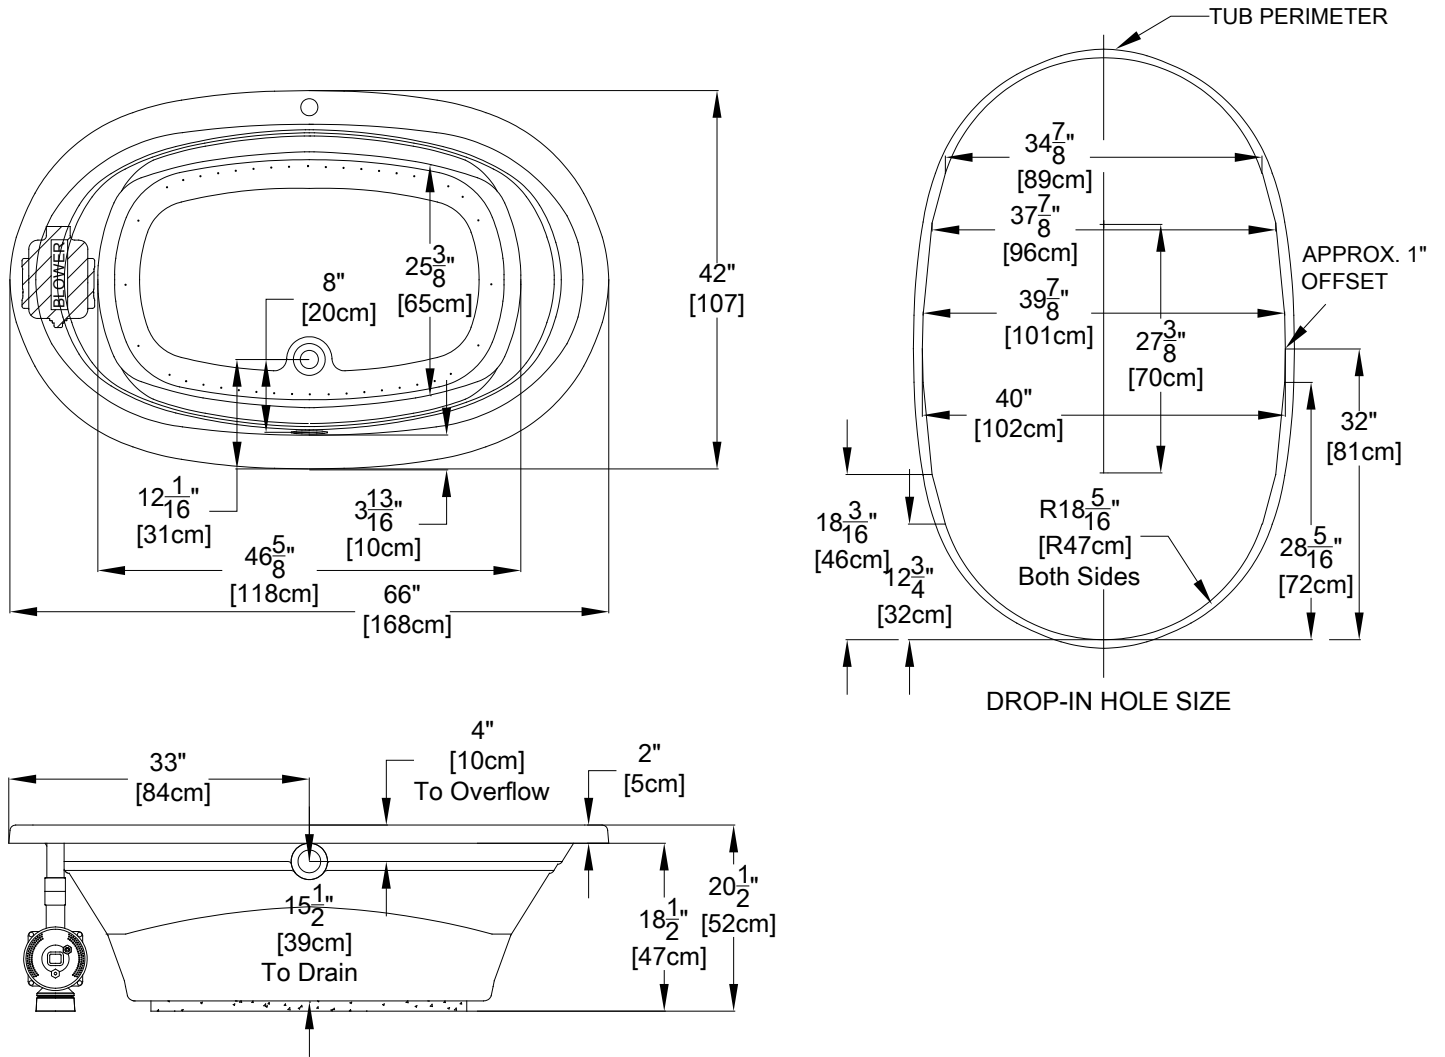 TUB PERIMETER
34 7/8"
[89cm]
37 7/8"
[96cm]
39 7/8"
[101cm]
40"
[102cm]
27 3/8"
[70cm]
APPROX. 1"
OFFSET
32"
[81cm]
28 5/16"
[72cm]
R18 5/16"
[R47cm]
Both Sides
18 3/16"
[46cm]
12 3/4"
[32cm]
DROP-IN HOLE SIZE
BLOWER
8"
[20cm]
25 3/8"
[65cm]
42"
[107]
12 1/16"
[31cm]
3 13/16"
[10cm]
46 5/8"
[118cm]
66"
[168cm]
33"
[84cm]
4"
[10cm]
To Overflow
2"
[5cm]
15 1/2"
[39cm]
To Drain
18 1/2"
[47cm]
20 1/2"
[52cm]